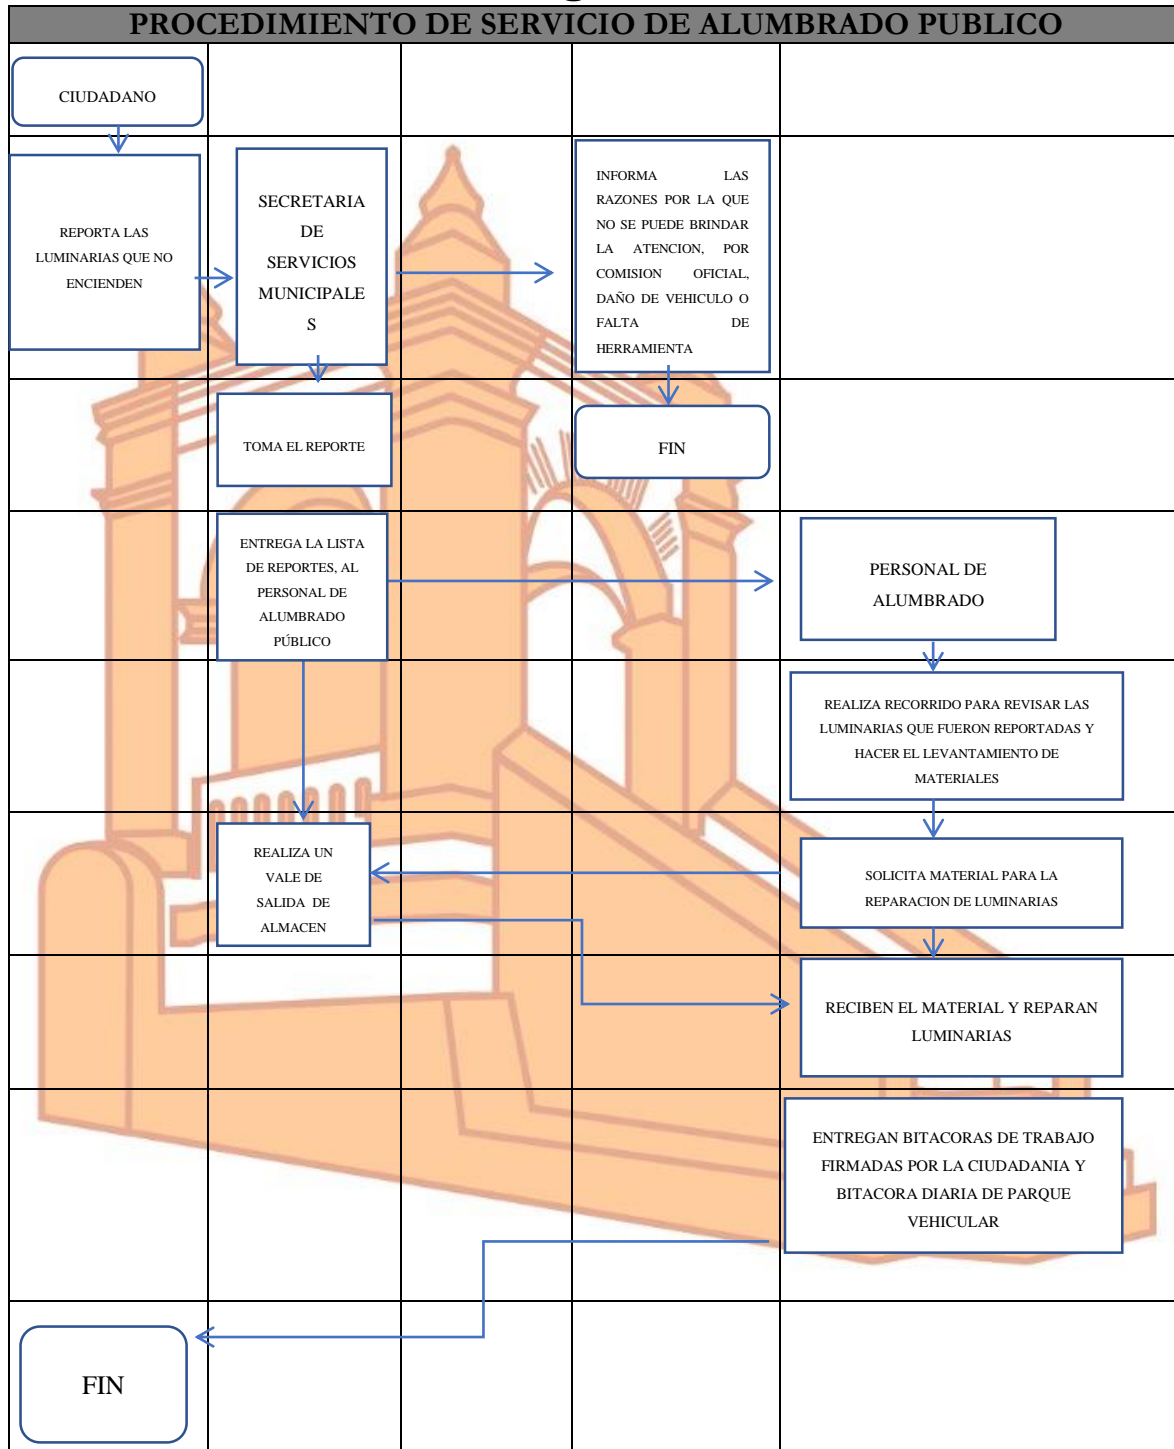 PROCEDIMIENTO DE SERVICIO DE ALUMBRADO PUBLICO
CIUDADANO
REPORTA LAS
LUMINARIAS QUE NO
ENCIENDEN
SECRETARIA
DE
SERVICIOS
MUNICIPALE
S
INFORMA LAS
RAZONES POR LA QUE
NO SE PUEDE BRINDAR
LA ATENCION, POR
COMISION OFICIAL,
DAÑO DE VEHICULO O
FALTA DE
HERRAMIENTA
TOMA EL REPORTE
FIN
ENTREGA LA LISTA
DE REPORTES, AL
PERSONAL DE
ALUMBRADO
PÚBLICO
PERSONAL DE
ALUMBRADO
REALIZA RECORRIDO PARA REVISAR LAS
LUMINARIAS QUE FUERON REPORTADAS Y
HACER EL LEVANTAMIENTO DE
MATERIALES
REALIZA UN
VALE DE
SALIDA DE
ALMACEN
SOLICITA MATERIAL PARA LA
REPARACION DE LUMINARIAS
RECIBEN EL MATERIAL Y REPARAN
LUMINARIAS
ENTREGAN BITACORAS DE TRABAJO
FIRMADAS POR LA CIUDADANIA Y
BITACORA DIARIA DE PARQUE
VEHICULAR
FIN